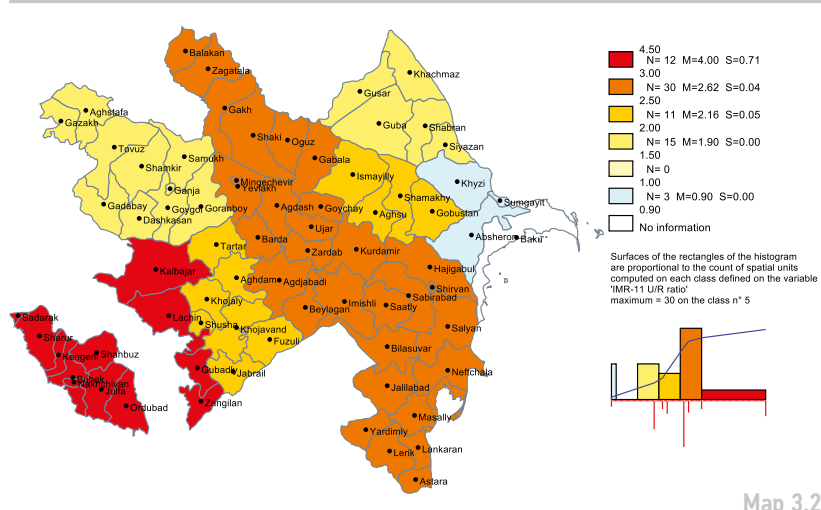 Balakan
Zagatala
Khachmaz
Gusar
Gakh
Aghstafa
Gazakh
Guba
Shabran
Shaki
Oguz
Siyazan
Tovuz
Samukh
Gabala
Shamkir
Ismayilly
Mingechevir
Yevlakh
Khyzi
Ganja
Shamakhy
Sumgayit
Gadabay
Goygol
Goranboy
Agdash
Goychay
Aghsu
Gobustan
Dashkasan
Ujar
Absheron
Baku
Tartar
Barda
Zardab
Kurdamir
Kalbajar
Hajigabul
Aghdam
Agdjabadi
Shirvan
Khojaly
Imishli
Sabirabad
Saatly
Beylagan
Lachin
Sadarak
Shusha
Khojavand
Salyan
Sharur
Fuzuli
Kengerli
Shahbuz
Bilasuvar
Gubadli
Jabrail
Neftchala
Babek
Nakhchivan
Julfa
Jalilabad
Ordubad
Zangilan
Masally
Yardimly
Lerik
Lankaran
Astara
4.50
N= 12 M=4.00 S=0.71
3.00
N= 30 M=2.62 S=0.04
2.50
N= 11 M=2.16 S=0.05
2.00
N= 15 M=1.90 S=0.00
1.50
N= 0
1.00
N= 3 M=0.90 S=0.00
0.90
No information
Surfaces of the rectangles of the histogram
are proportional to the count of spatial units
computed on each class defined on the variable
'IMR-11 U/R ratio'
maximum = 30 on the class n° 5
Map 3.2